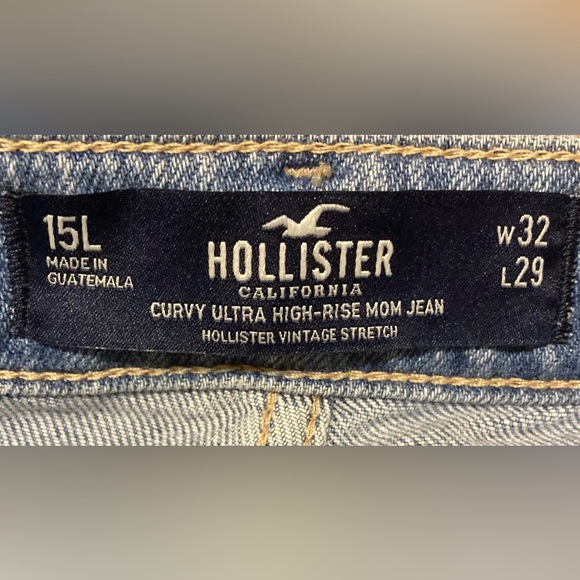 15L
MADE IN
GUATEMALA
HOLLISTER
CALIFORNIA
CURVY ULTRA HIGH-RISE MOM JEAN
HOLLISTER VINTAGE STRETCH
W32
L29